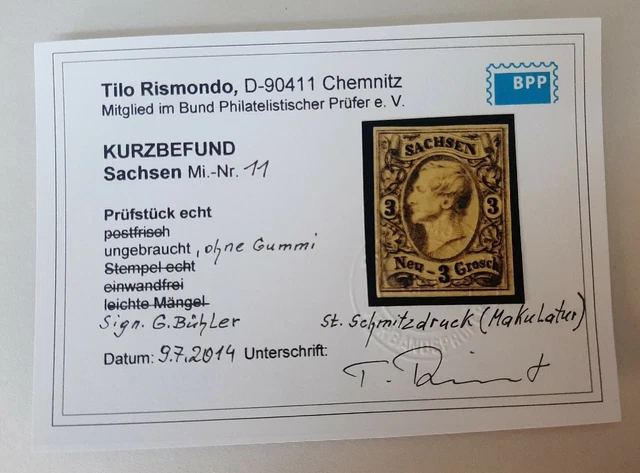 Tilo Rismondo, D-90411 Chemnitz
Mitglied im Bund Philatelistischer Prüfer e. V.
BPP
KURZBEFUND
Sachsen Mi.-Nr. 11
Prüfstück echt
postfrisch
ungebraucht, ohne Gummi
Stempel echt
einwandfrei
leichte Mängel
Sign. G. Bühler
St. Schmitzdruck (Makulatur)
Datum: 9.7.2014 Unterschrift:
SACHSEN
3 3
Neu - 3 Grosch